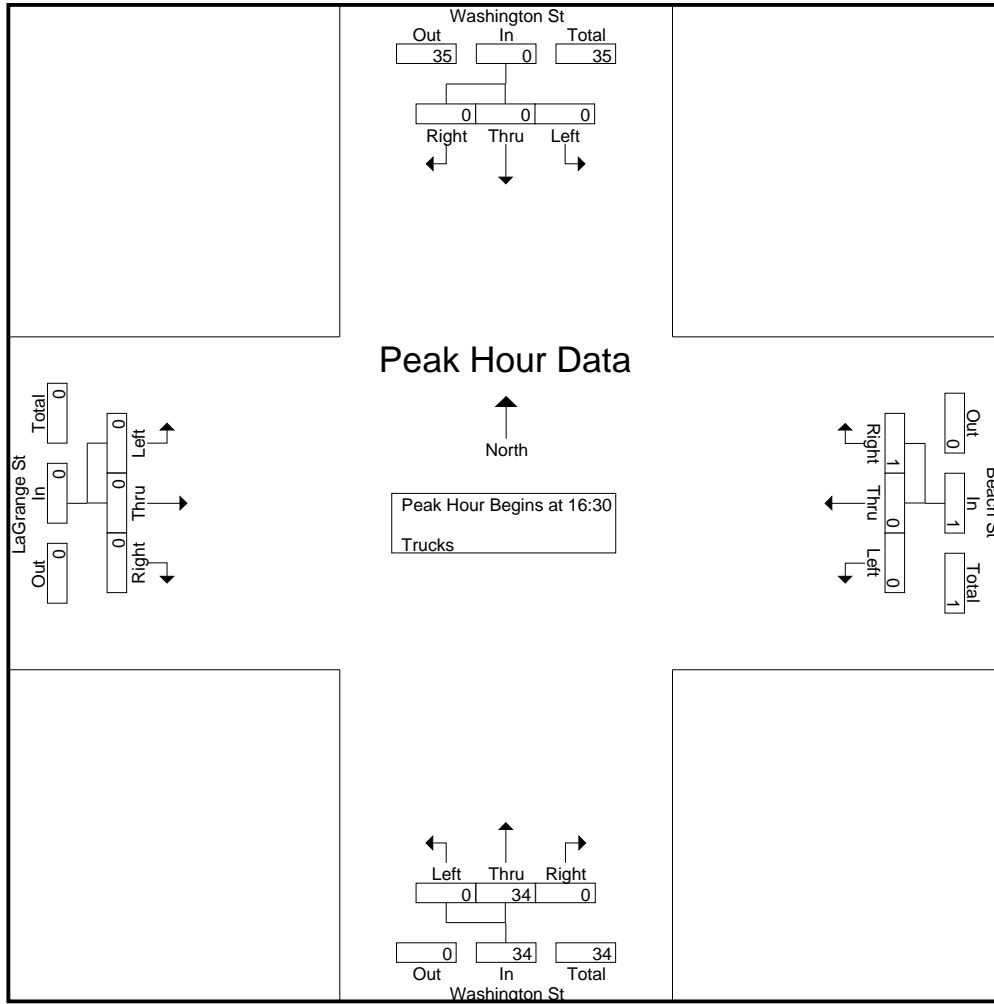 Washington St
Out In Total
35 0 35
0 0 0
Right Thru Left
Peak Hour Data
North
Peak Hour Begins at 16:30
Trucks
LaGrange St
Total In Out
0 0 0
0 0 0
Left Thru Right
Beach St
Out In Total
0 1 1
1 0 0
Right Thru Left
Left Thru Right
0 34 0
0 34 34
Out In Total
Washington St